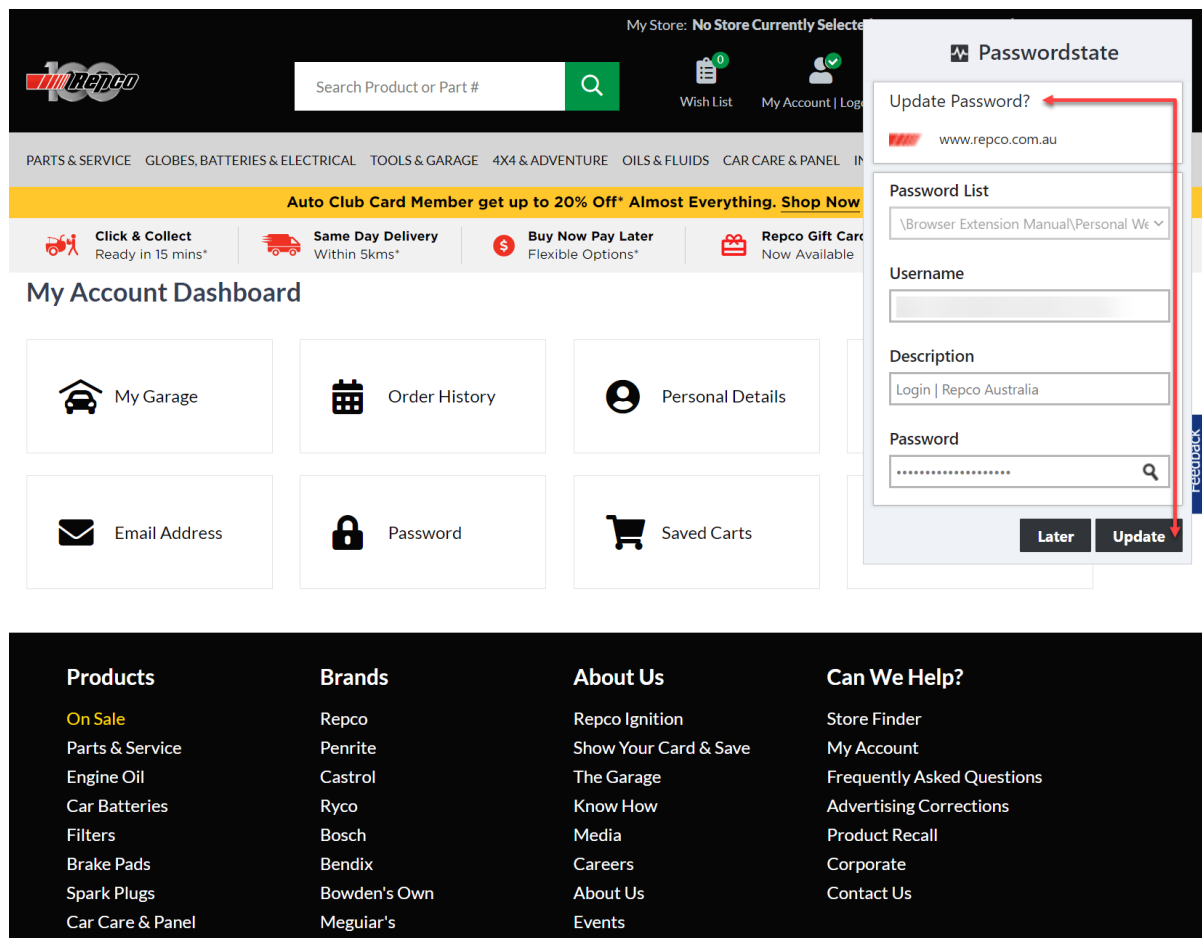 My Store: No Store Currently Selected
Repco
100
Search Product or Part #
0
Wish List
My Account |
PARTS & SERVICE GLOBES, BATTERIES & ELECTRICAL TOOLS & GARAGE 4X4 & ADVENTURE OILS & FLUIDS CAR CARE & PANEL
Auto Club Card Member get up to 20% Off* Almost Everything. Shop Now
Click & Collect
Ready in 15 mins*
Same Day Delivery
Within 5kms*
$
Buy Now Pay Later
Flexible Options*
Repco Gift Card
Now Available
My Account Dashboard
My Garage
Order History
Personal Details
Email Address
Password
Saved Carts
Passwordstate
Update Password?
www.repco.com.au
Password List
\Browser Extension Manual\Personal We
Username
Description
Login | Repco Australia
Password
Later
Update
Feedback
Products
On Sale
Parts & Service
Engine Oil
Car Batteries
Filters
Brake Pads
Spark Plugs
Car Care & Panel
Brands
Repco
Penrite
Castrol
Ryco
Bosch
Bendix
Bowden's Own
Meguiar's
About Us
Repco Ignition
Show Your Card & Save
The Garage
Know How
Media
Careers
About Us
Events
Can We Help?
Store Finder
My Account
Frequently Asked Questions
Advertising Corrections
Product Recall
Corporate
Contact Us